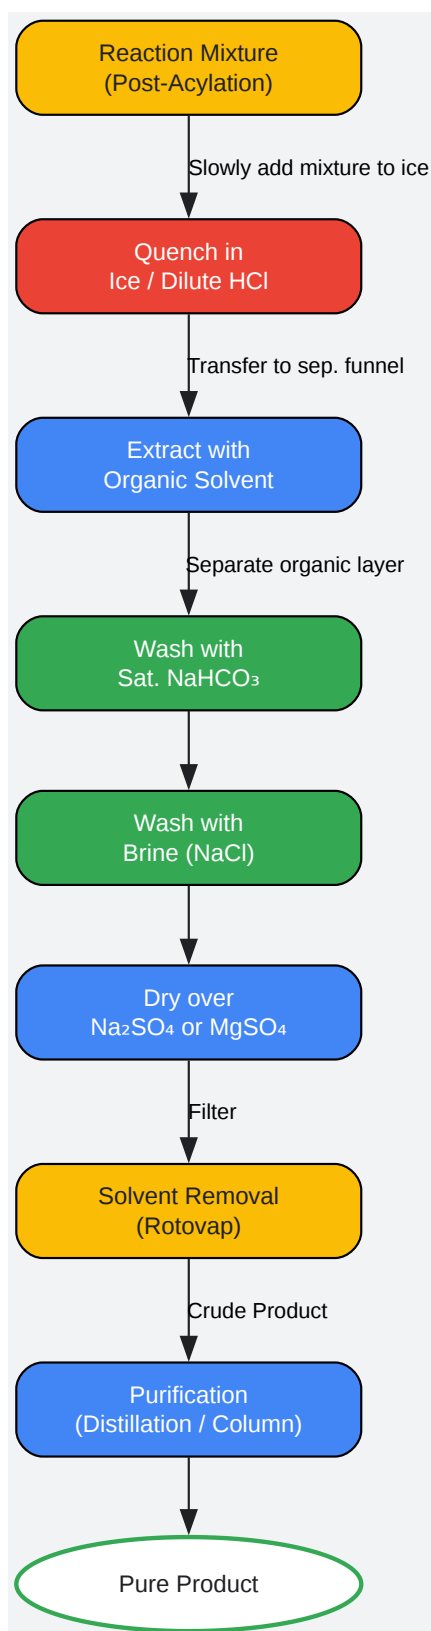 Reaction Mixture
(Post-Acylation)
Slowly add mixture to ice
Quench in
Ice / Dilute HCl
Transfer to sep. funnel
Extract with
Organic Solvent
Separate organic layer
Wash with
Sat. NaHCO₃
Wash with
Brine (NaCl)
Dry over
Na₂SO₄ or MgSO₄
Filter
Solvent Removal
(Rotovap)
Crude Product
Purification
(Distillation / Column)
Pure Product